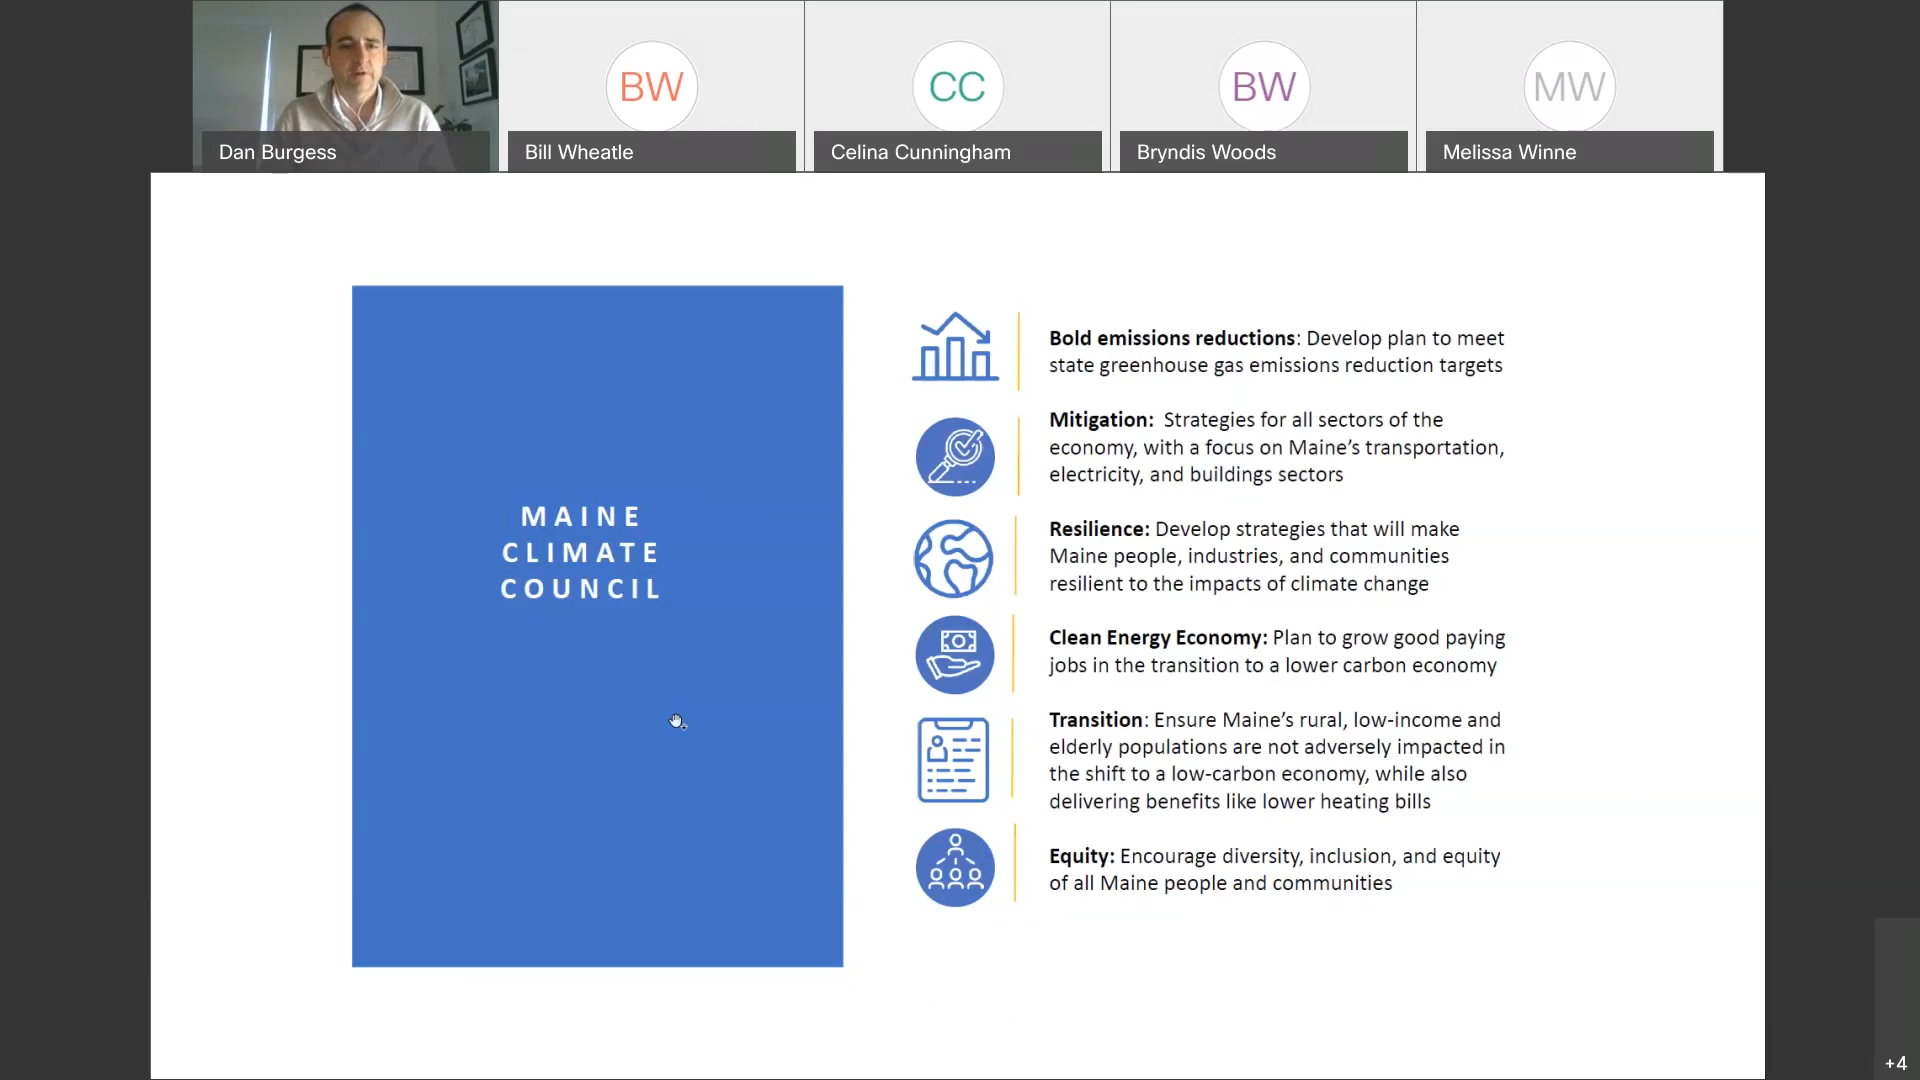 BW
CC
BW
MW
Dan Burgess
Bill Wheatle
Celina Cunningham
Bryndis Woods
Melissa Winne
MAINE
CLIMATE
COUNCIL
Bold emissions reductions: Develop plan to meet
state greenhouse gas emissions reduction targets
Mitigation: Strategies for all sectors of the
economy, with a focus on Maine’s transportation,
electricity, and buildings sectors
Resilience: Develop strategies that will make
Maine people, industries, and communities
resilient to the impacts of climate change
Clean Energy Economy: Plan to grow good paying
jobs in the transition to a lower carbon economy
Transition: Ensure Maine’s rural, low-income and
elderly populations are not adversely impacted in
the shift to a low-carbon economy, while also
delivering benefits like lower heating bills
Equity: Encourage diversity, inclusion, and equity
of all Maine people and communities
+4